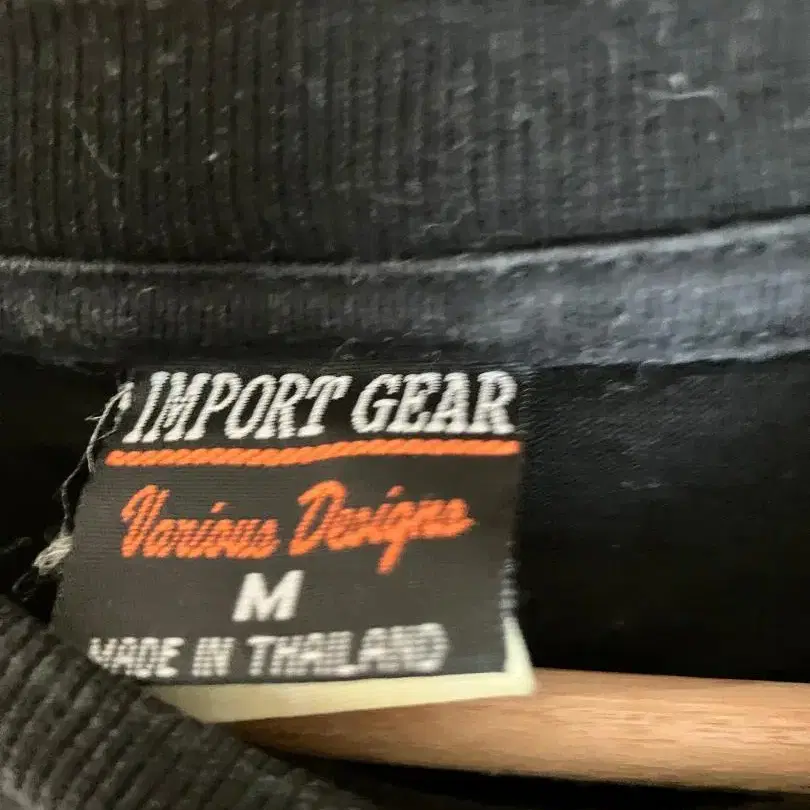 IMPORT GEAR
Various Designs
M
MADE IN THAILAND